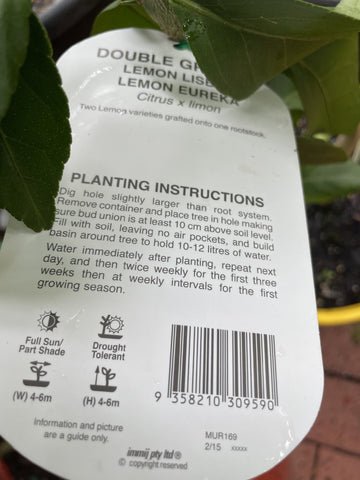 DOUBLE GR
LEMON LISB
LEMON EUREKA
Citrus x limon
Two Lemon varieties grafted onto one rootstock.
PLANTING INSTRUCTIONS
Dig hole slightly larger than root system.
Remove container and place tree in hole making
sure bud union is at least 10 cm above soil level.
Fill with soil, leaving no air pockets, and build
basin around tree to hold 10-12 litres of water.
Water immediately after planting, repeat next
day, and then twice weekly for the first three
weeks then at weekly intervals for the first
growing season.
Full Sun/
Part Shade
Drought
Tolerant
(W) 4-6m
(H) 4-6m
Information and picture
are a guide only.
9 358210 309590
MUR169
2/15 xxxxx
immij pty ltd®
© copyright reserved